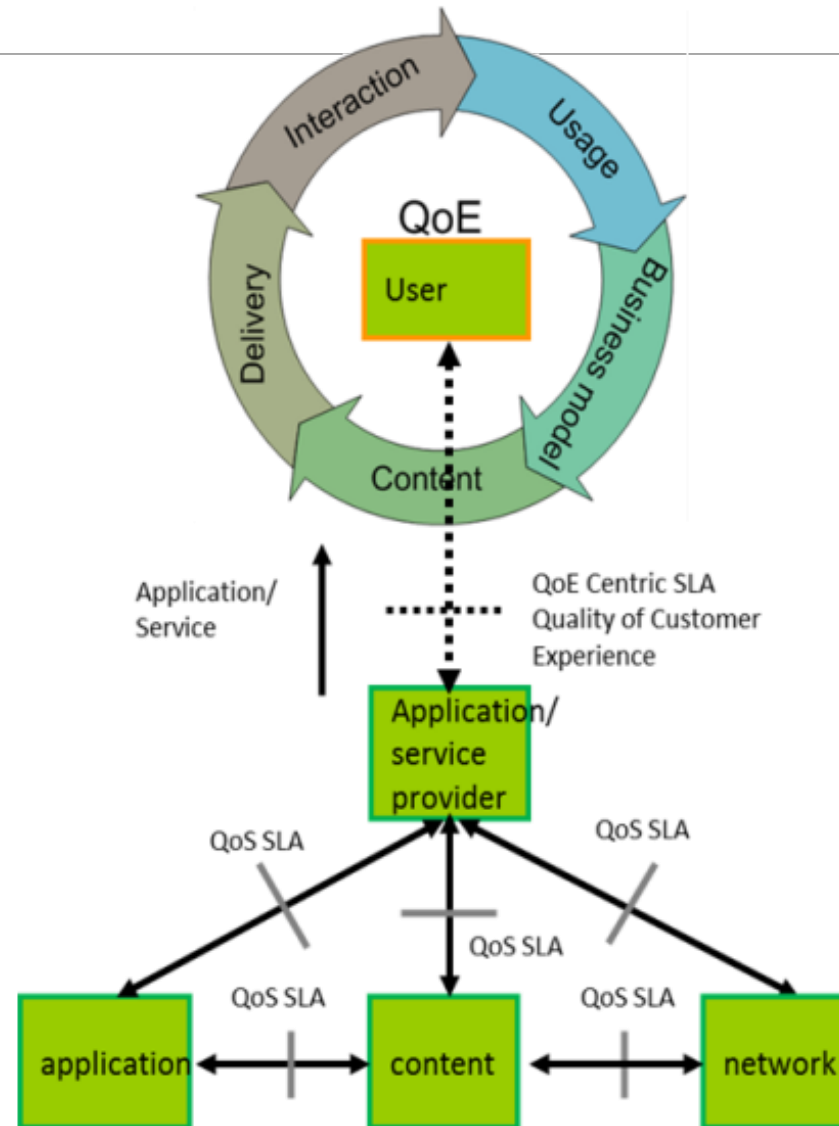 Interaction
Usage
QoE
User
Delivery
Business model
Content
Application/
Service
QoE Centric SLA
Quality of Customer
Experience
Application/
service
provider
QoS SLA
QoS SLA
QoS SLA
QoS SLA
QoS SLA
application
content
network